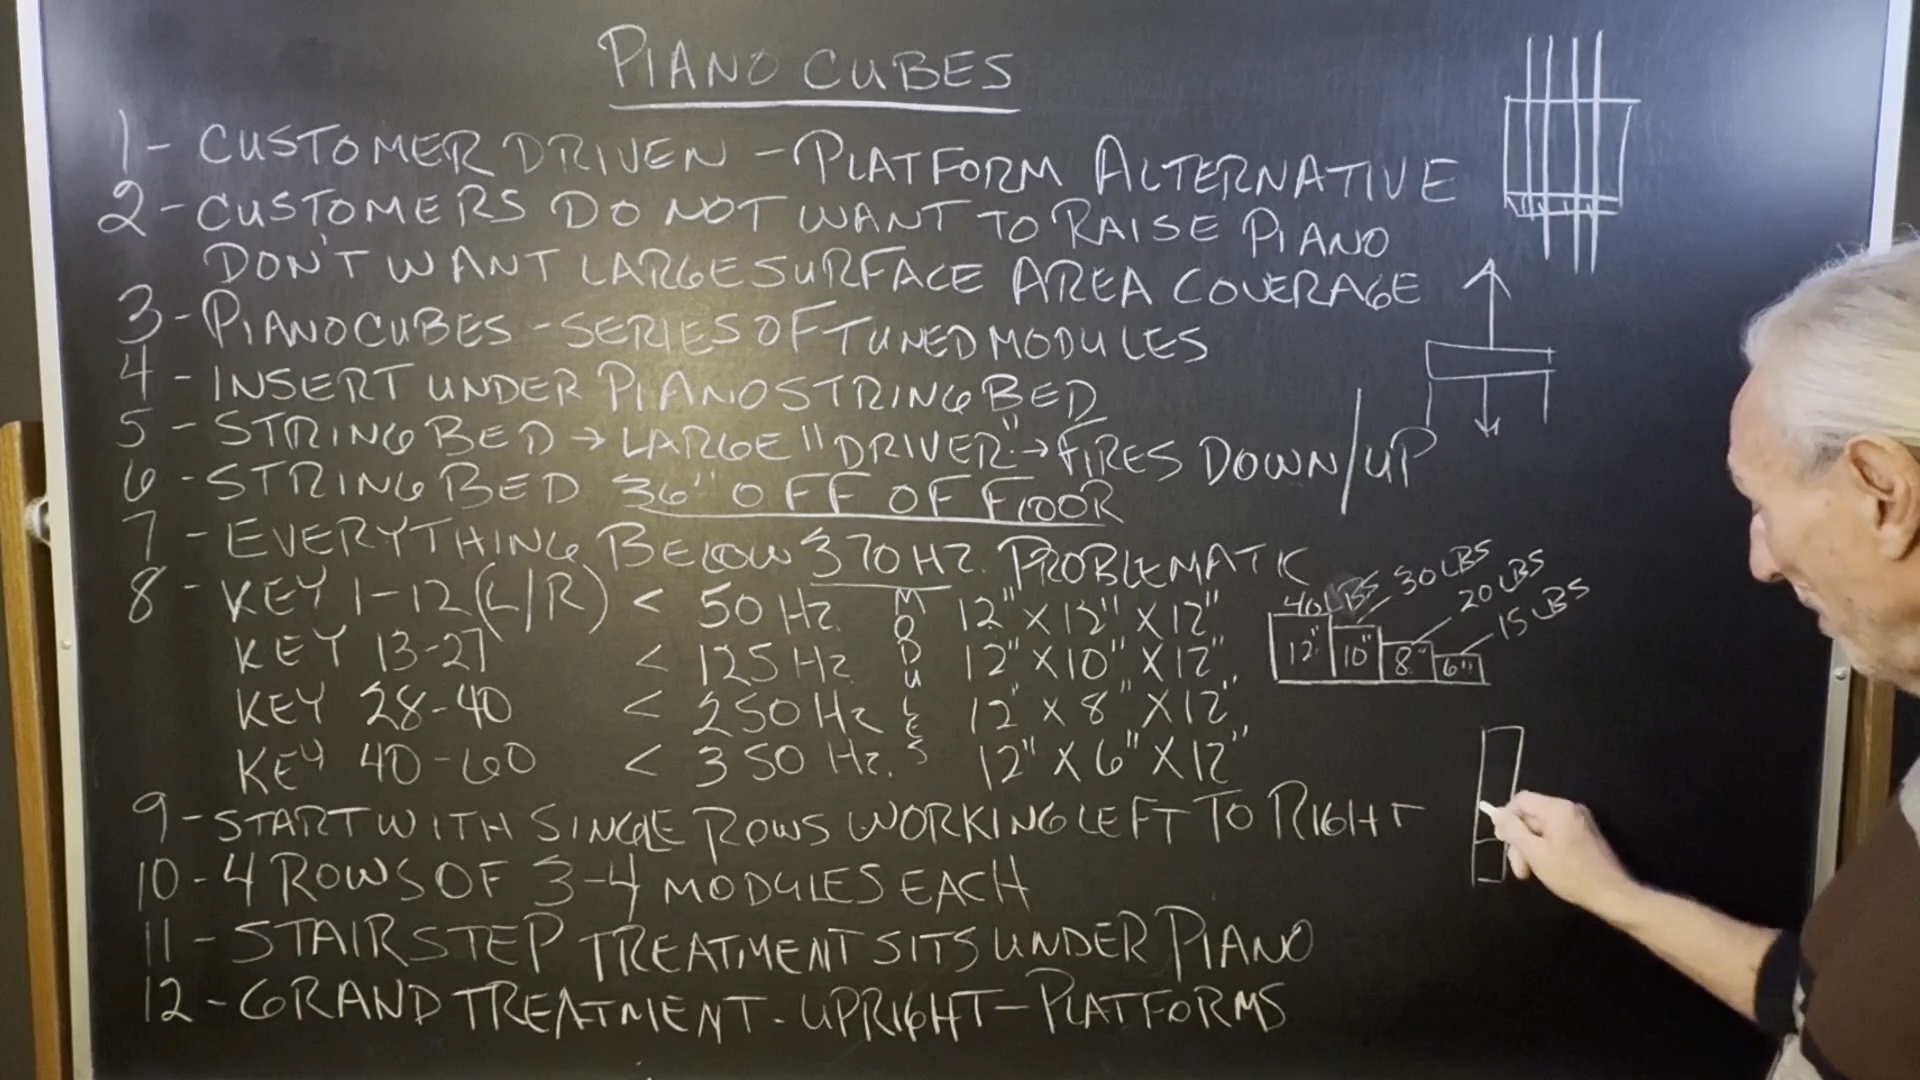 PIANO CUBES
1- CUSTOMER DRIVEN - PLATFORM ALTERNATIVE
2- CUSTOMERS DO NOT WANT TO RAISE PIANO
DON'T WANT LARGE SURFACE AREA COVERAGE
3- PIANO CUBES - SERIES OF TUNED MODULES
4- INSERT UNDER PIANO STRING BED
5- STRING BED → LARGE "DRIVER" → FIRES DOWN/UP
6- STRING BED 36" OFF OF FLOOR
7- EVERYTHING BELOW 370 HZ. PROBLEMATIC
8- KEY 1-12 (L/R) < 50 HZ. 12" X 12" X 12"
KEY 13-27 < 125 HZ 12" X 10" X 12"
KEY 28-40 < 250 HZ 12" X 8" X 12"
KEY 40-60 < 350 HZ. 12" X 6" X 12"
MODULES
40 LBS 30 LBS 20 LBS 15 LBS
12" 10" 8" 6"
9- START WITH SINGLE ROWS WORKING LEFT TO RIGHT
10- 4 ROWS OF 3-4 MODULES EACH
11- STAIRSTEP TREATMENT SITS UNDER PIANO
12- GRAND TREATMENT - UPRIGHT - PLATFORMS